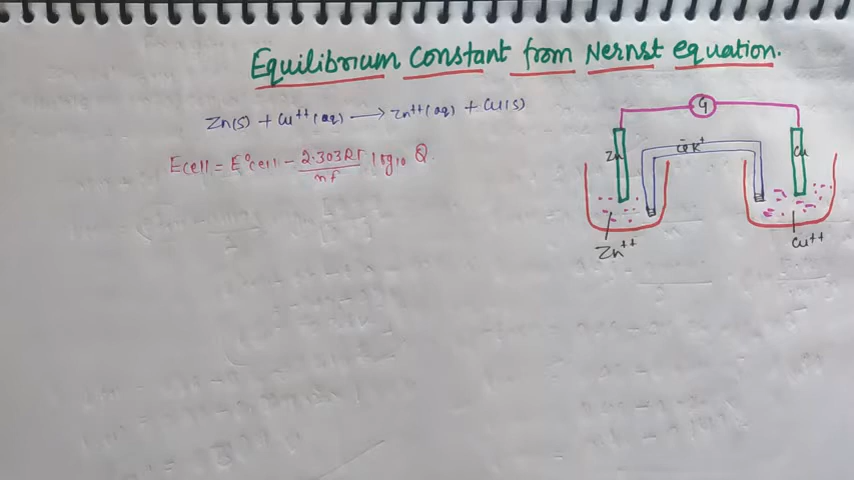 Equilibrium Constant from Nernst equation.
Zn(s) + Cu++(aq) → Zn++(aq) + Cu(s)
Ecell = E°cell - 2.303RT/nf log10 Q
G
Zn
Cu
Zn++
Cu++